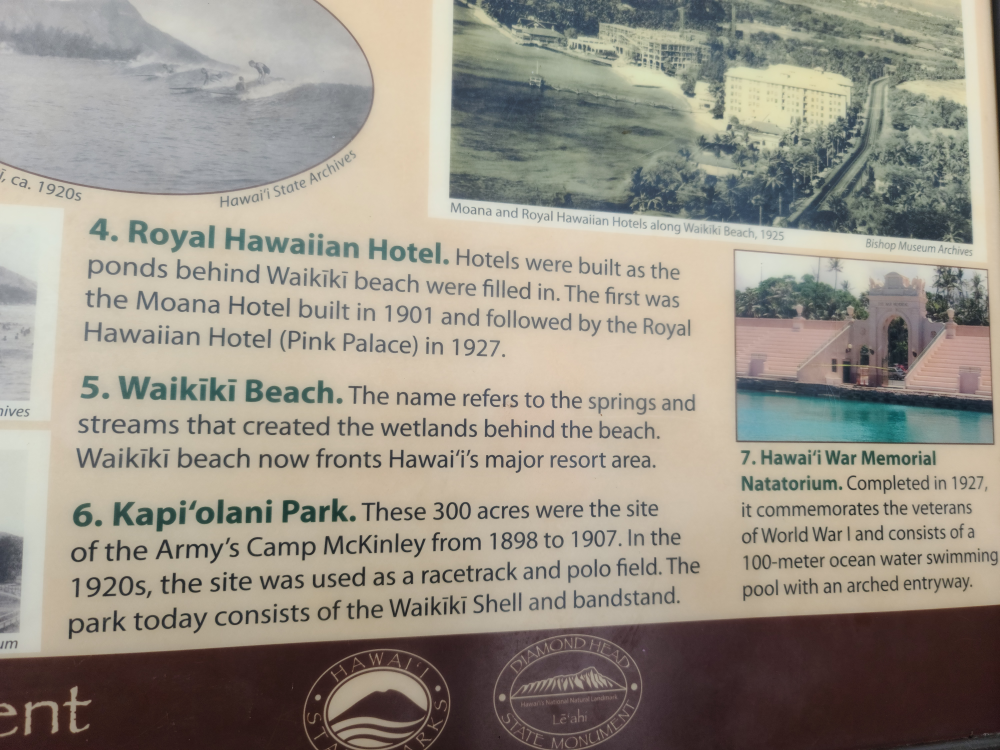 ca. 1920s
Hawai‘i State Archives
Moana and Royal Hawaiian Hotels along Waikīkī Beach, 1925
Bishop Museum Archives
4. Royal Hawaiian Hotel. Hotels were built as the
ponds behind Waikīkī beach were filled in. The first was
the Moana Hotel built in 1901 and followed by the Royal
Hawaiian Hotel (Pink Palace) in 1927.
5. Waikīkī Beach. The name refers to the springs and
streams that created the wetlands behind the beach.
Waikīkī beach now fronts Hawai‘i’s major resort area.
6. Kapi‘olani Park. These 300 acres were the site
of the Army’s Camp McKinley from 1898 to 1907. In the
1920s, the site was used as a racetrack and polo field. The
park today consists of the Waikīkī Shell and bandstand.
7. Hawai‘i War Memorial
Natatorium. Completed in 1927,
it commemorates the veterans
of World War I and consists of a
100-meter ocean water swimming
pool with an arched entryway.
hives
um
ent
HAWAI‘I
STATE PARKS
DIAMOND HEAD
Hawai‘i's National Natural Landmark
Lē‘ahi
STATE MONUMENT